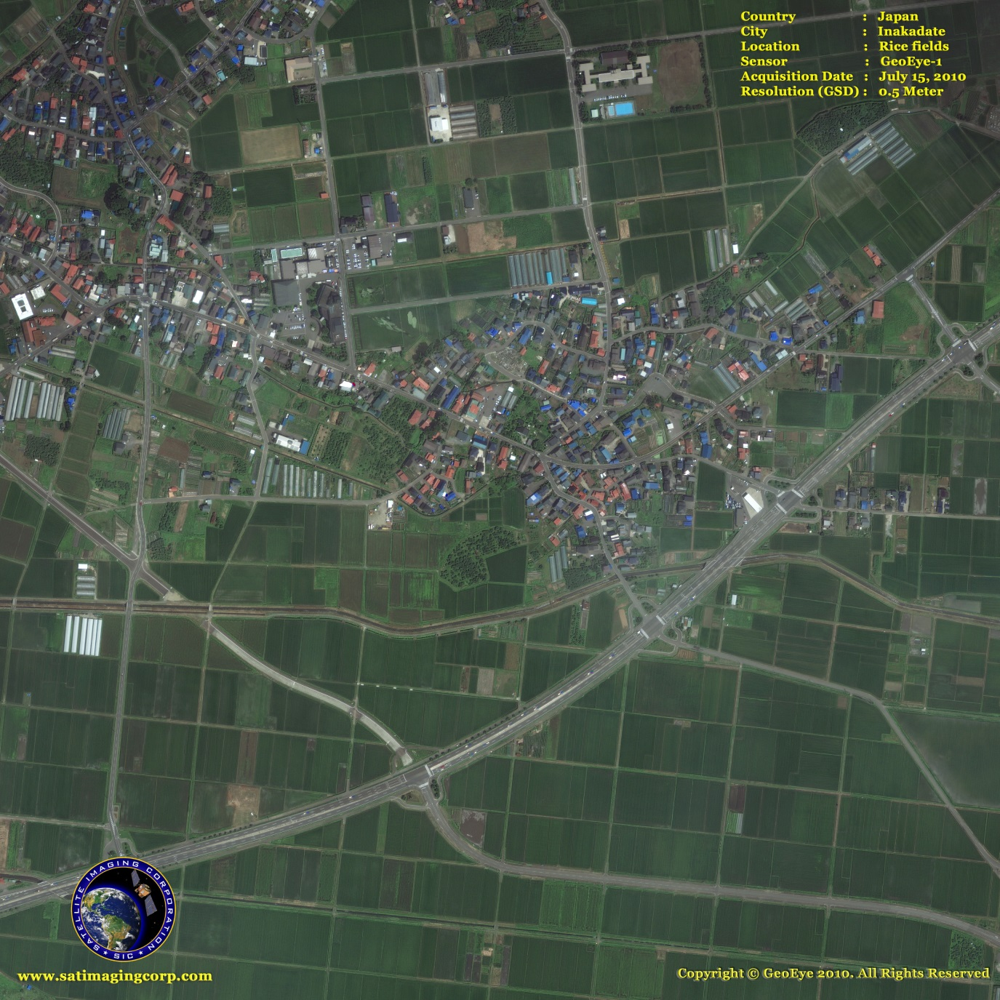 Country : Japan
City : Inakadate
Location : Rice fields
Sensor : GeoEye-1
Acquisition Date : July 15, 2010
Resolution (GSD) : 0.5 Meter
SATELLITE IMAGING CORPORATION
★ SIC ★
www.satimagingcorp.com
Copyright © GeoEye 2010. All Rights Reserved